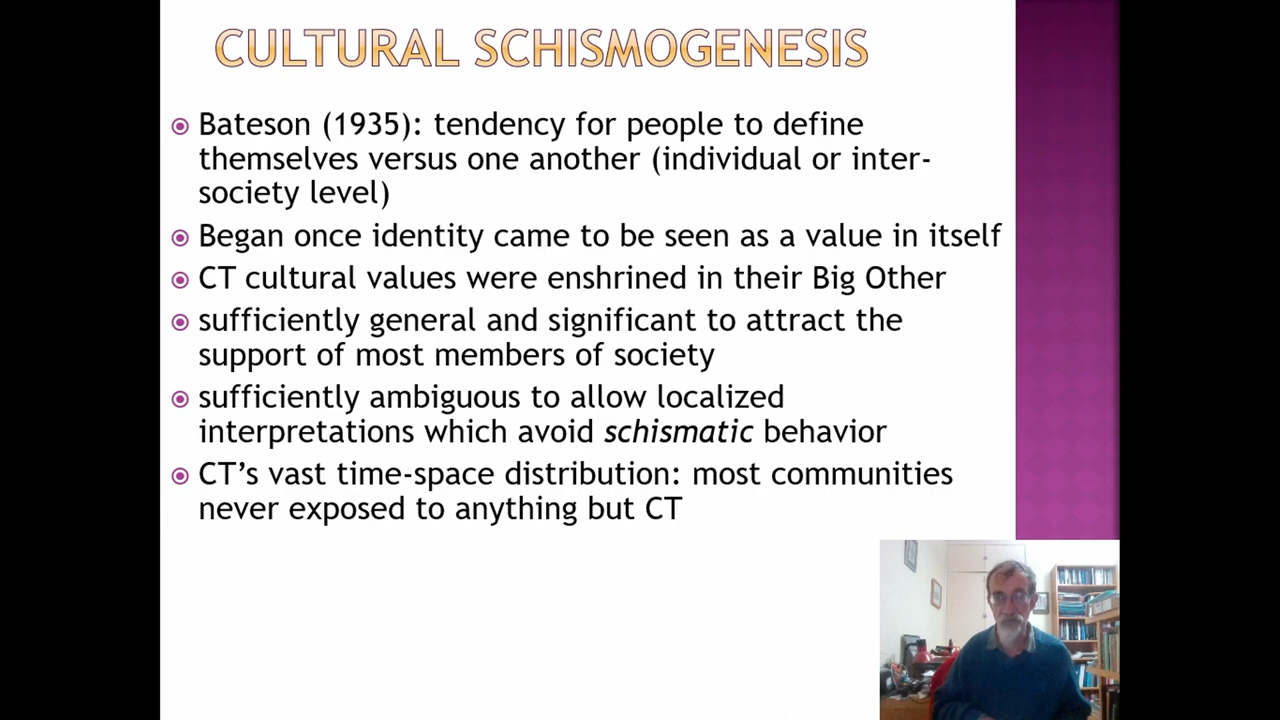 CULTURAL SCHISMOGENESIS
Bateson (1935): tendency for people to define
themselves versus one another (individual or inter-
society level)
Began once identity came to be seen as a value in itself
CT cultural values were enshrined in their Big Other
sufficiently general and significant to attract the
support of most members of society
sufficiently ambiguous to allow localized
interpretations which avoid schismatic behavior
CT’s vast time-space distribution: most communities
never exposed to anything but CT